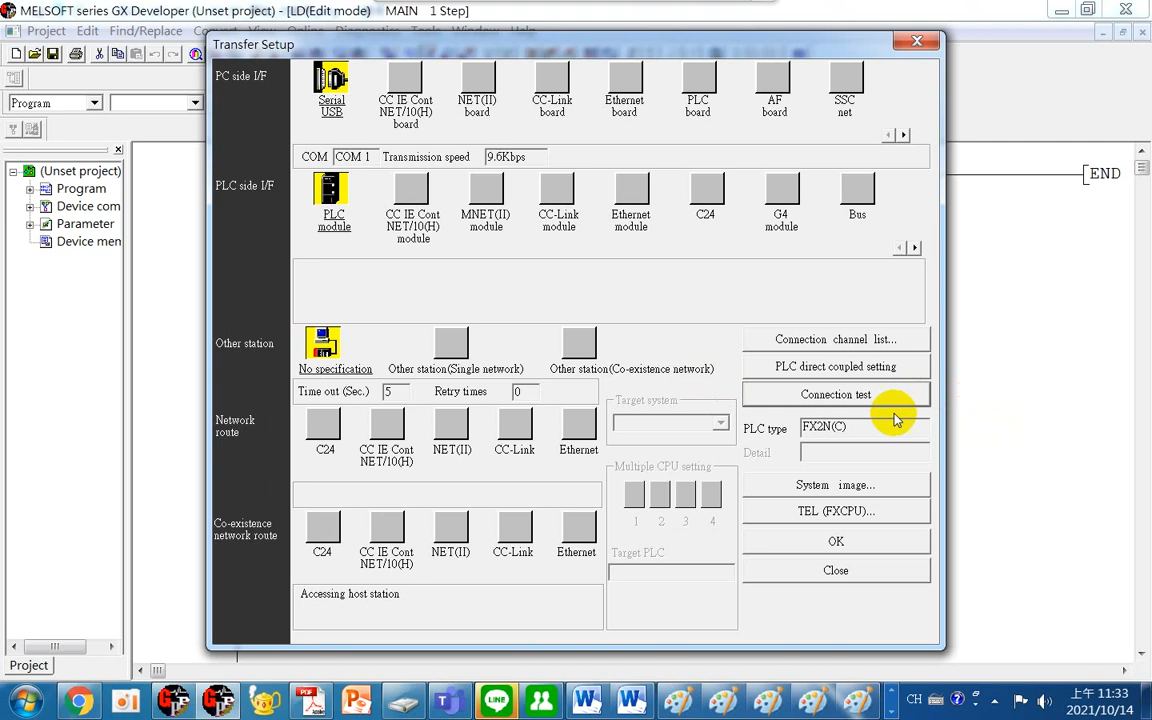 MELSOFT series GX Developer (Unset project) - [LD(Edit mode) MAIN 1 Step]
Project Edit Find/Replace
Transfer Setup
PC side I/F
Serial USB
CC IE Cont NET/10(H) board
NET(II) board
CC-Link board
Ethernet board
PLC board
AF board
SSC net
COM COM 1 Transmission speed 9.6Kbps
Program
PLC side I/F
PLC module
CC IE Cont NET/10(H) module
MNET(II) module
CC-Link module
Ethernet module
C24
G4 module
Bus
(Unset project)
Program
Device com
Parameter
Device men
END
Other station
No specification
Other station(Single network)
Other station(Co-existence network)
Time out (Sec.) 5 Retry times 0
Connection channel list...
PLC direct coupled setting
Connection test
PLC type FX2N(C)
Detail
System image...
TEL (FXCPU)...
OK
Close
Target system
Multiple CPU setting
1 2 3 4
Target PLC
Network route
C24
CC IE Cont NET/10(H)
NET(II)
CC-Link
Ethernet
Co-existence network route
C24
CC IE Cont NET/10(H)
NET(II)
CC-Link
Ethernet
Accessing host station
Project
CH
上午 11:33
2021/10/14